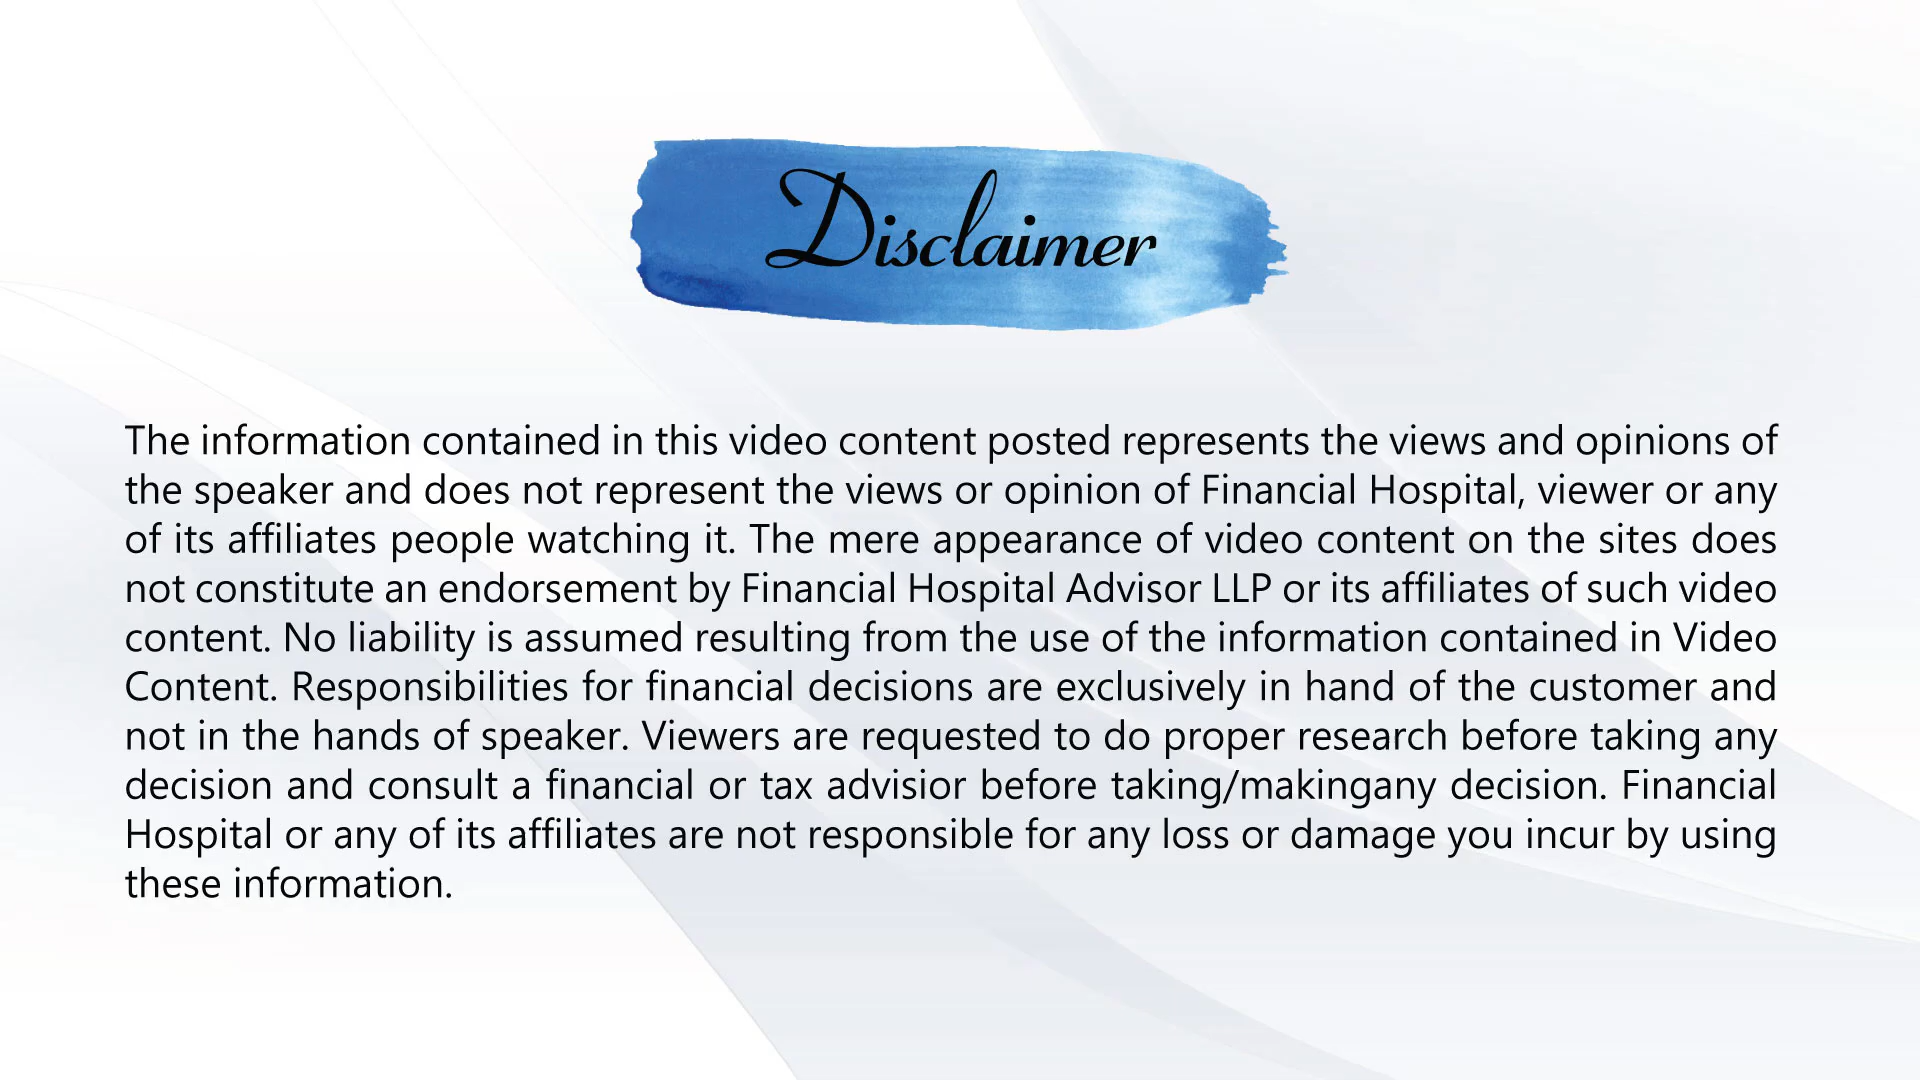 Disclaimer
The information contained in this video content posted represents the views and opinions of
the speaker and does not represent the views or opinion of Financial Hospital, viewer or any
of its affiliates people watching it. The mere appearance of video content on the sites does
not constitute an endorsement by Financial Hospital Advisor LLP or its affiliates of such video
content. No liability is assumed resulting from the use of the information contained in Video
Content. Responsibilities for financial decisions are exclusively in hand of the customer and
not in the hands of speaker. Viewers are requested to do proper research before taking any
decision and consult a financial or tax advisior before taking/makingany decision. Financial
Hospital or any of its affiliates are not responsible for any loss or damage you incur by using
these information.